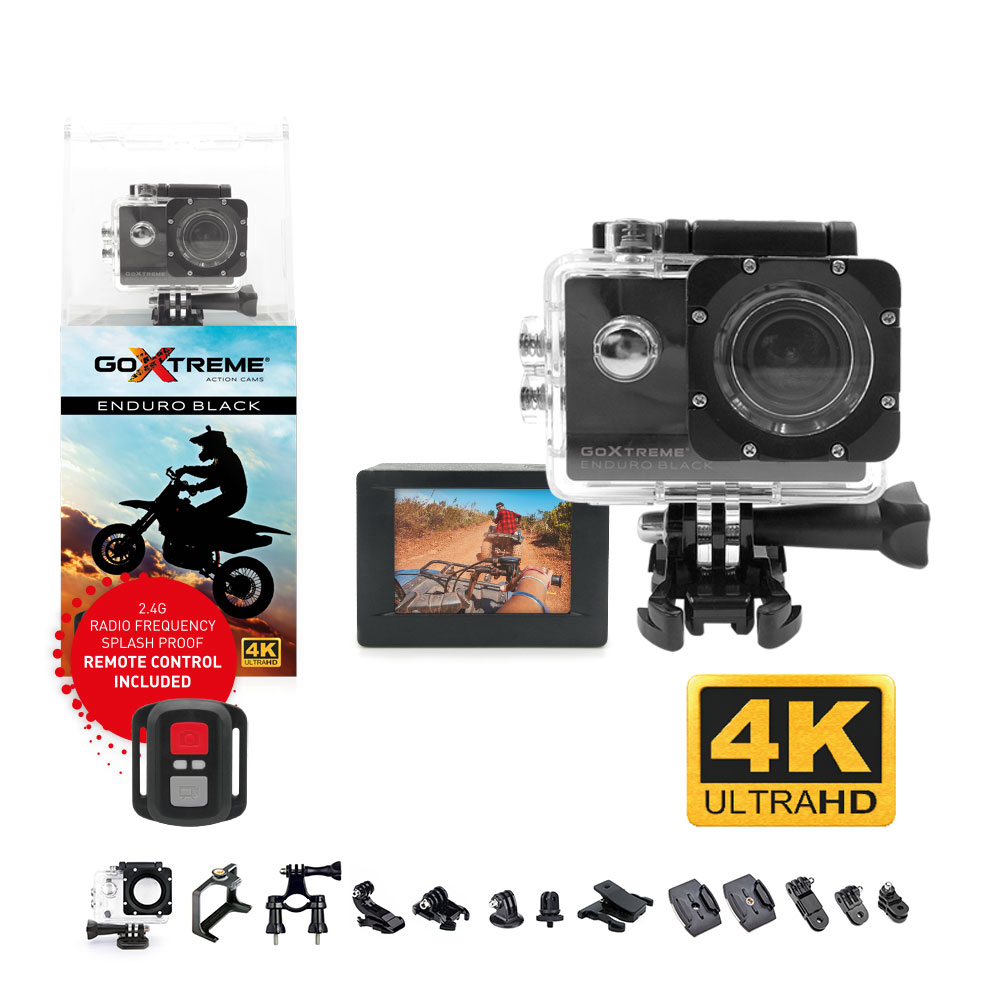 GOXTREME
GOXTREME®
ACTION CAMS
ENDURO BLACK
2.4G
RADIO FREQUENCY
SPLASH PROOF
REMOTE CONTROL
INCLUDED
4K
ULTRAHD
GOXTREME®
ENDURO BLACK
4K
ULTRAHD